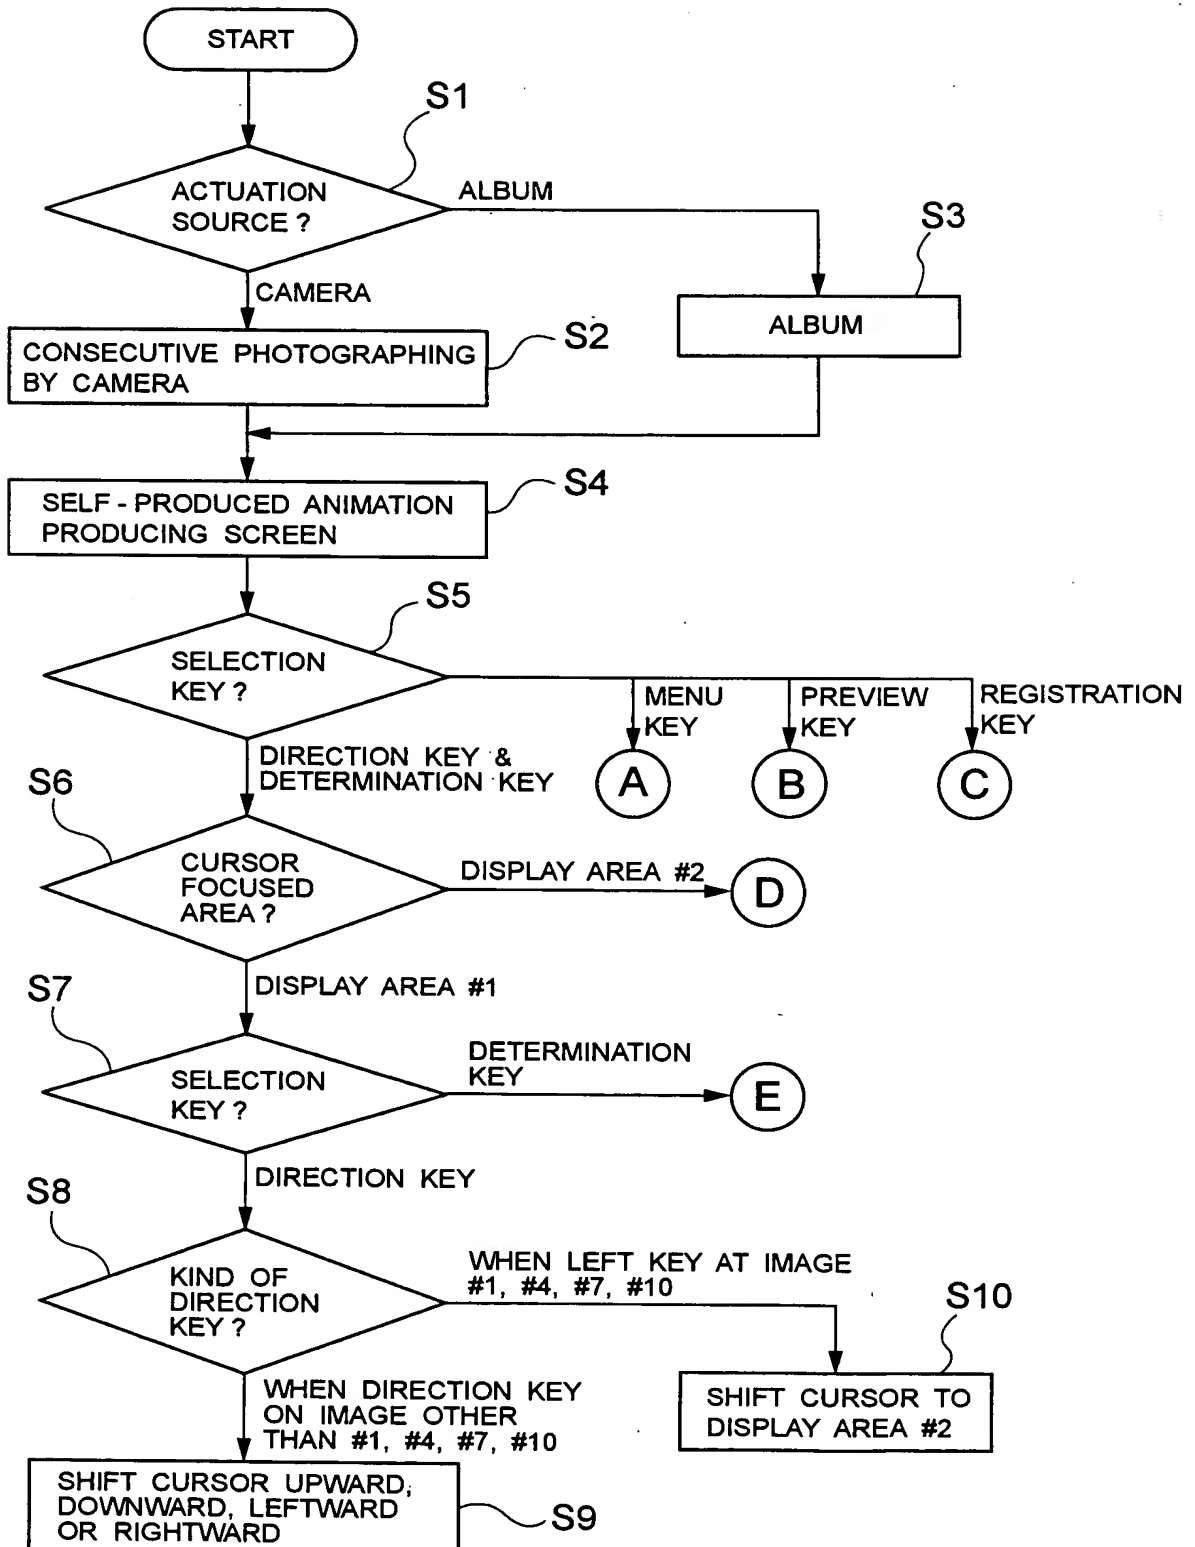 START
S1
ACTUATION
SOURCE ?
ALBUM
S3
CAMERA
ALBUM
S2
CONSECUTIVE PHOTOGRAPHING
BY CAMERA
S4
SELF - PRODUCED ANIMATION
PRODUCING SCREEN
S5
SELECTION
KEY ?
MENU
KEY
PREVIEW
KEY
REGISTRATION
KEY
DIRECTION KEY &
DETERMINATION KEY
A
B
C
S6
CURSOR
FOCUSED
AREA ?
DISPLAY AREA #2
D
DISPLAY AREA #1
S7
SELECTION
KEY ?
DETERMINATION
KEY
E
DIRECTION KEY
S8
KIND OF
DIRECTION
KEY ?
WHEN LEFT KEY AT IMAGE
#1, #4, #7, #10
S10
WHEN DIRECTION KEY
ON IMAGE OTHER
THAN #1, #4, #7, #10
SHIFT CURSOR TO
DISPLAY AREA #2
SHIFT CURSOR UPWARD,
DOWNWARD, LEFTWARD
OR RIGHTWARD
S9